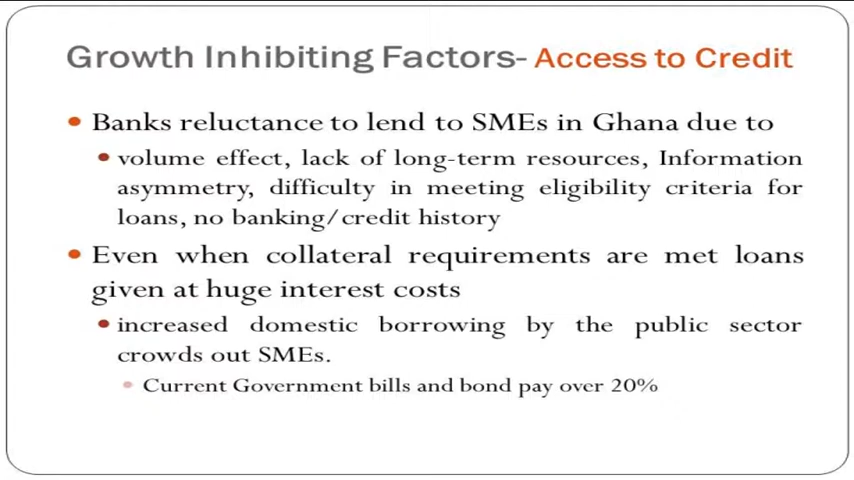 Growth Inhibiting Factors- Access to Credit
Banks reluctance to lend to SMEs in Ghana due to
volume effect, lack of long-term resources, Information
asymmetry, difficulty in meeting eligibility criteria for
loans, no banking/credit history
Even when collateral requirements are met loans
given at huge interest costs
increased domestic borrowing by the public sector
crowds out SMEs.
Current Government bills and bond pay over 20%